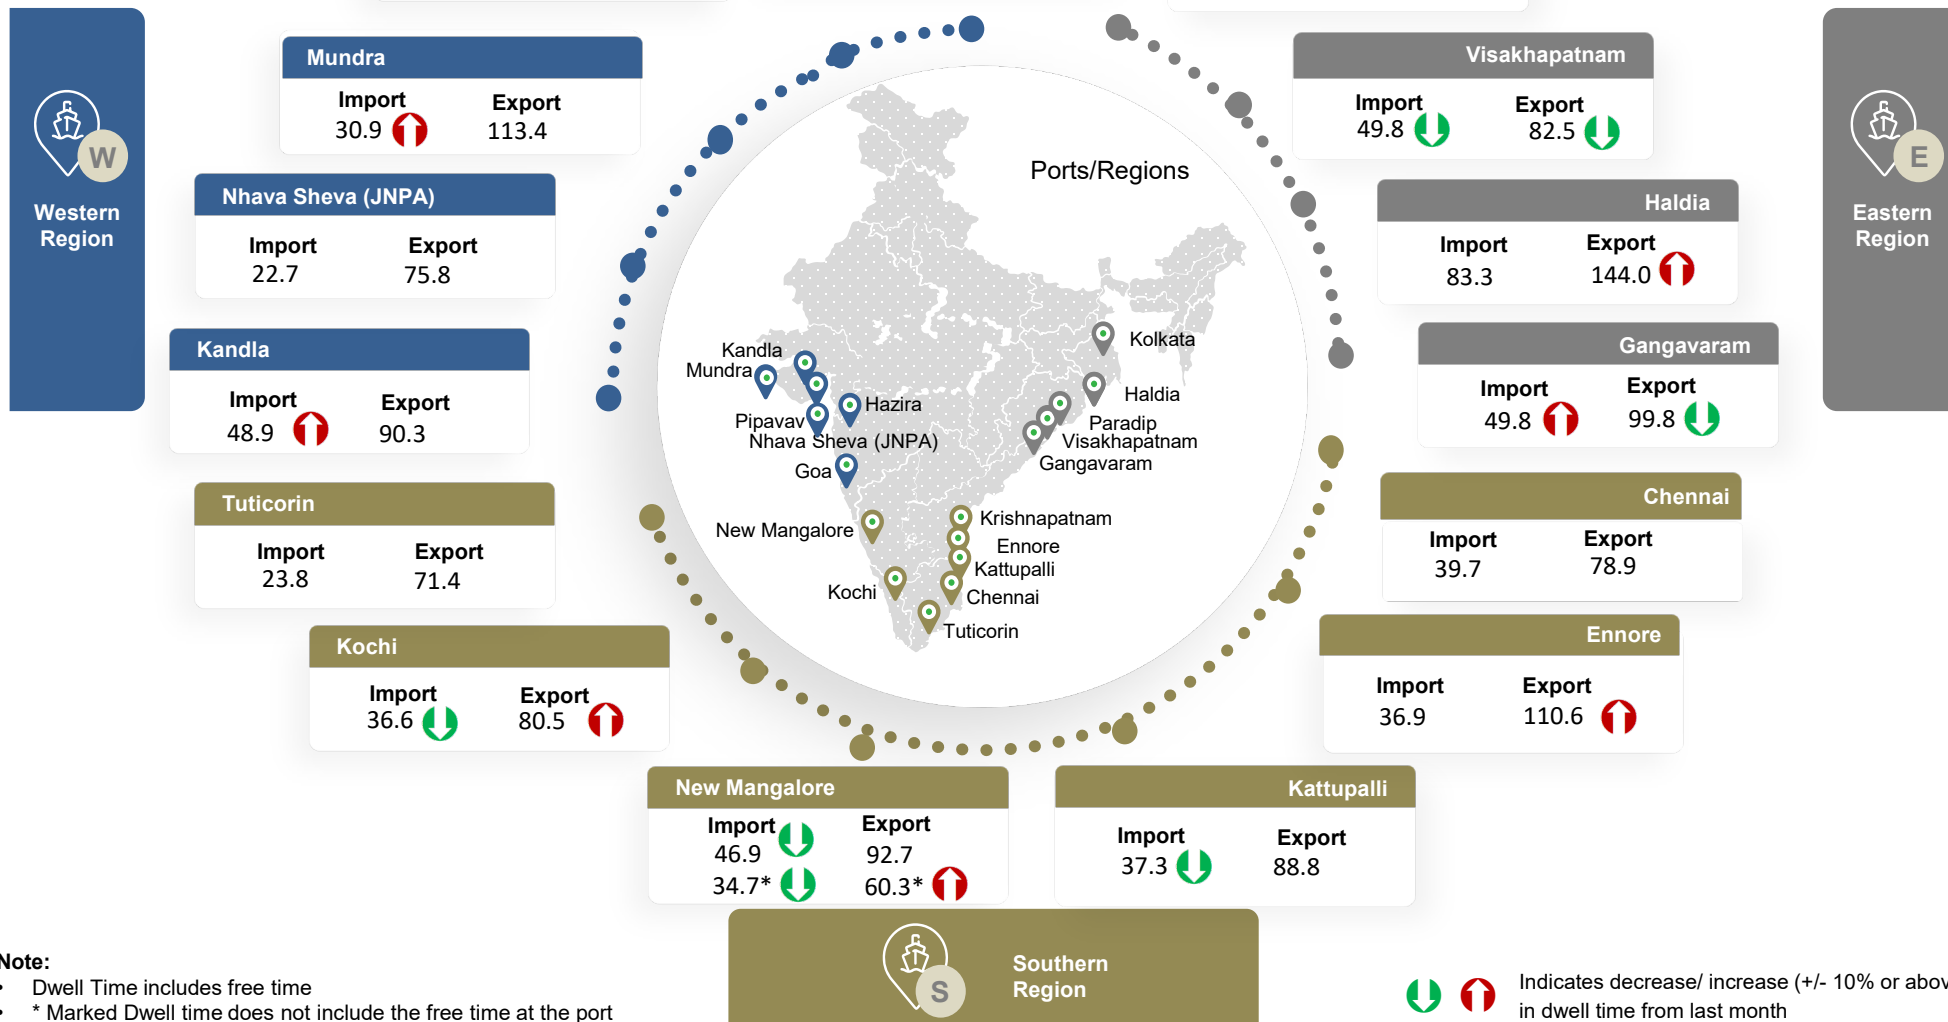 W
Western
Region
Mundra
Import
Export
30.9
113.4
Nhava Sheva (JNPA)
Import
Export
22.7
75.8
Kandla
Import
Export
48.9
90.3
Tuticorin
Import
Export
23.8
71.4
Kochi
Import
Export
36.6
80.5
New Mangalore
Import
Export
46.9
92.7
34.7*
60.3*
Ports/Regions
Kandla
Mundra
Pipavav
Hazira
Nhava Sheva (JNPA)
Goa
New Mangalore
Kochi
Kolkata
Haldia
Paradip
Visakhapatnam
Gangavaram
Krishnapatnam
Ennore
Kattupalli
Chennai
Tuticorin
Visakhapatnam
Import
Export
49.8
82.5
E
Eastern
Region
Haldia
Import
Export
83.3
144.0
Gangavaram
Import
Export
49.8
99.8
Chennai
Import
Export
39.7
78.9
Ennore
Import
Export
36.9
110.6
Kattupalli
Import
Export
37.3
88.8
S
Southern
Region
Note:
• Dwell Time includes free time
• * Marked Dwell time does not include the free time at the port
Indicates decrease/ increase (+/- 10% or abov
in dwell time from last month